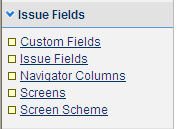 Issue Fields
Custom Fields
Issue Fields
Navigator Columns
Screens
Screen Scheme